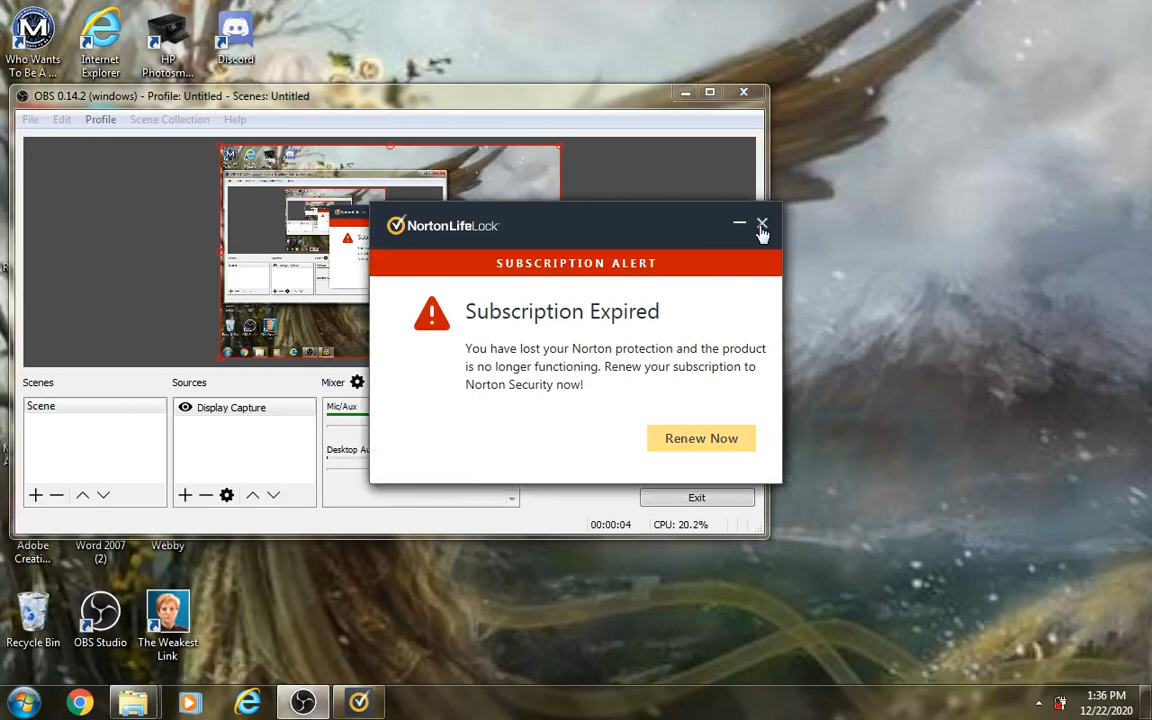 Who Wants
To Be A ...
Internet
Explorer
HP
Photosm...
Discord
OBS 0.14.2 (windows) - Profile: Untitled - Scenes: Untitled
File Edit Profile Scene Collection Help
NortonLifeLock
SUBSCRIPTION ALERT
Subscription Expired
You have lost your Norton protection and the product
is no longer functioning. Renew your subscription to
Norton Security now!
Renew Now
Scenes
Sources
Mixer
Scene
Display Capture
Mic/Aux
Desktop Au
Exit
00:00:04
CPU: 20.2%
Adobe
Creati...
Word 2007
(2)
Webby
Recycle Bin
OBS Studio
The Weakest
Link
1:36 PM
12/22/2020